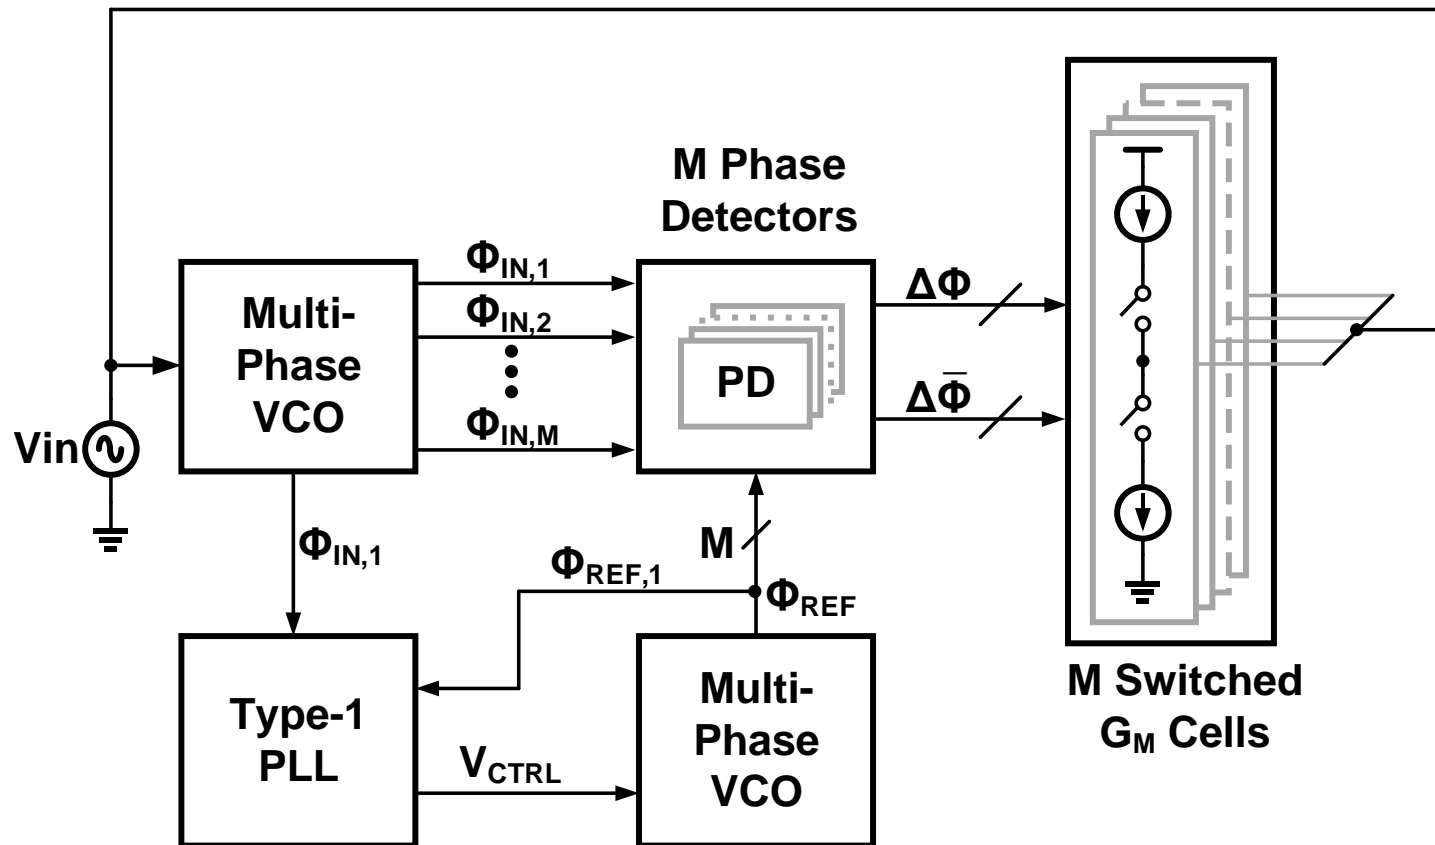 M Phase
Detectors
Φ_IN,1
Φ_IN,2
Φ_IN,M
Multi-
Phase
VCO
PD
ΔΦ
ΔΦ̅
Vin
Φ_IN,1
M
Φ_REF,1
Φ_REF
Type-1
PLL
V_CTRL
Multi-
Phase
VCO
M Switched
G_M Cells